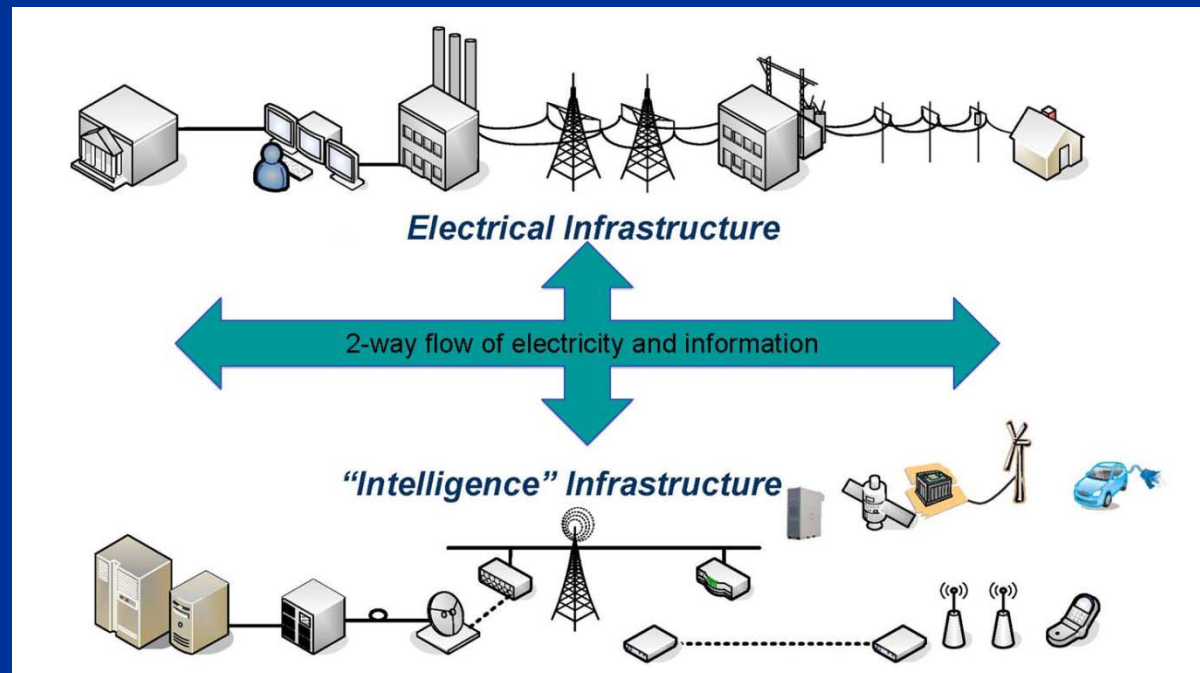 Electrical Infrastructure
2-way flow of electricity and information
“Intelligence” Infrastructure